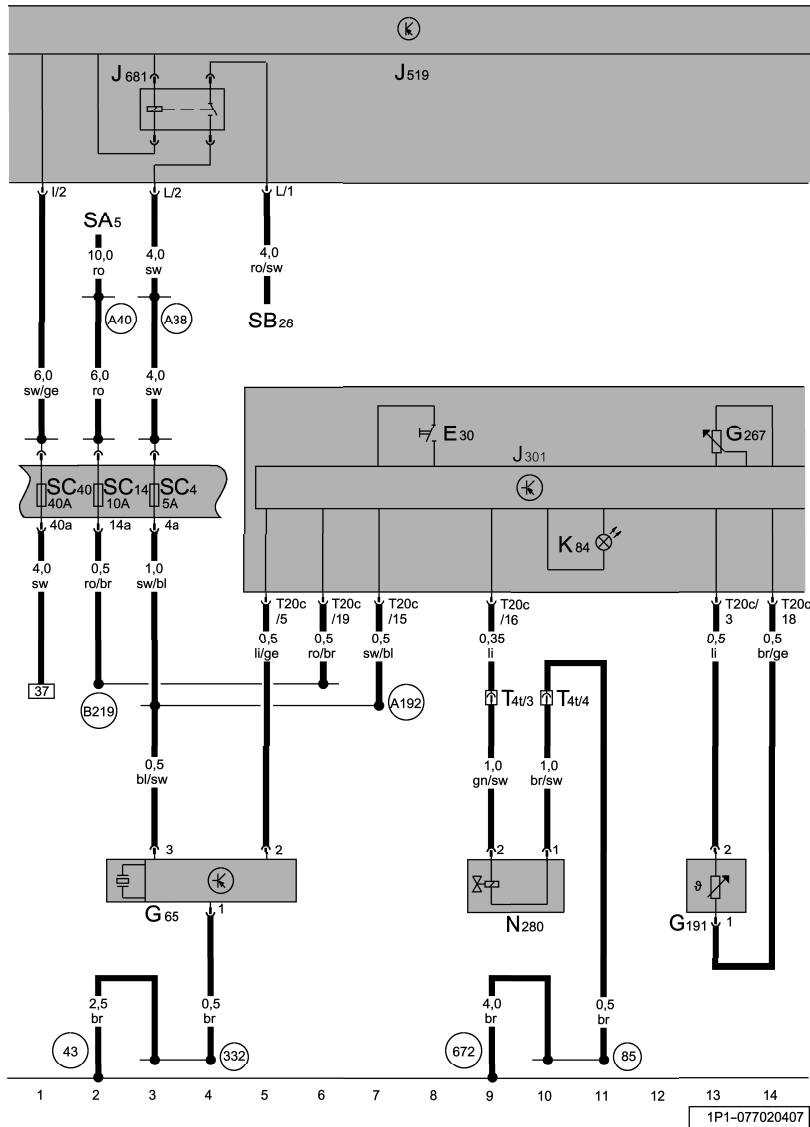 J681
J519
I/2
L/2
L/1
SA5
10,0
ro
4,0
sw
4,0
ro/sw
A40
A38
SB26
6,0
sw/ge
6,0
ro
4,0
sw
E30
G267
J301
SC40
40A
SC14
10A
SC4
5A
K84
40a
14a
4a
4,0
sw
0,5
ro/br
1,0
sw/bl
T20c
/5
T20c
/19
T20c
/15
T20c
/16
T20c/
3
T20c
18
0,5
li/ge
0,5
ro/br
0,5
sw/bl
0,35
li
0,5
li
0,5
br/ge
37
B219
A192
T4t/3
T4t/4
0,5
bl/sw
1,0
gn/sw
1,0
br/sw
3
2
2
1
2
G65
1
N280
G191
1
2,5
br
0,5
br
4,0
br
0,5
br
43
332
672
85
1 2 3 4 5 6 7 8 9 10 11 12 13 14
1P1-077020407